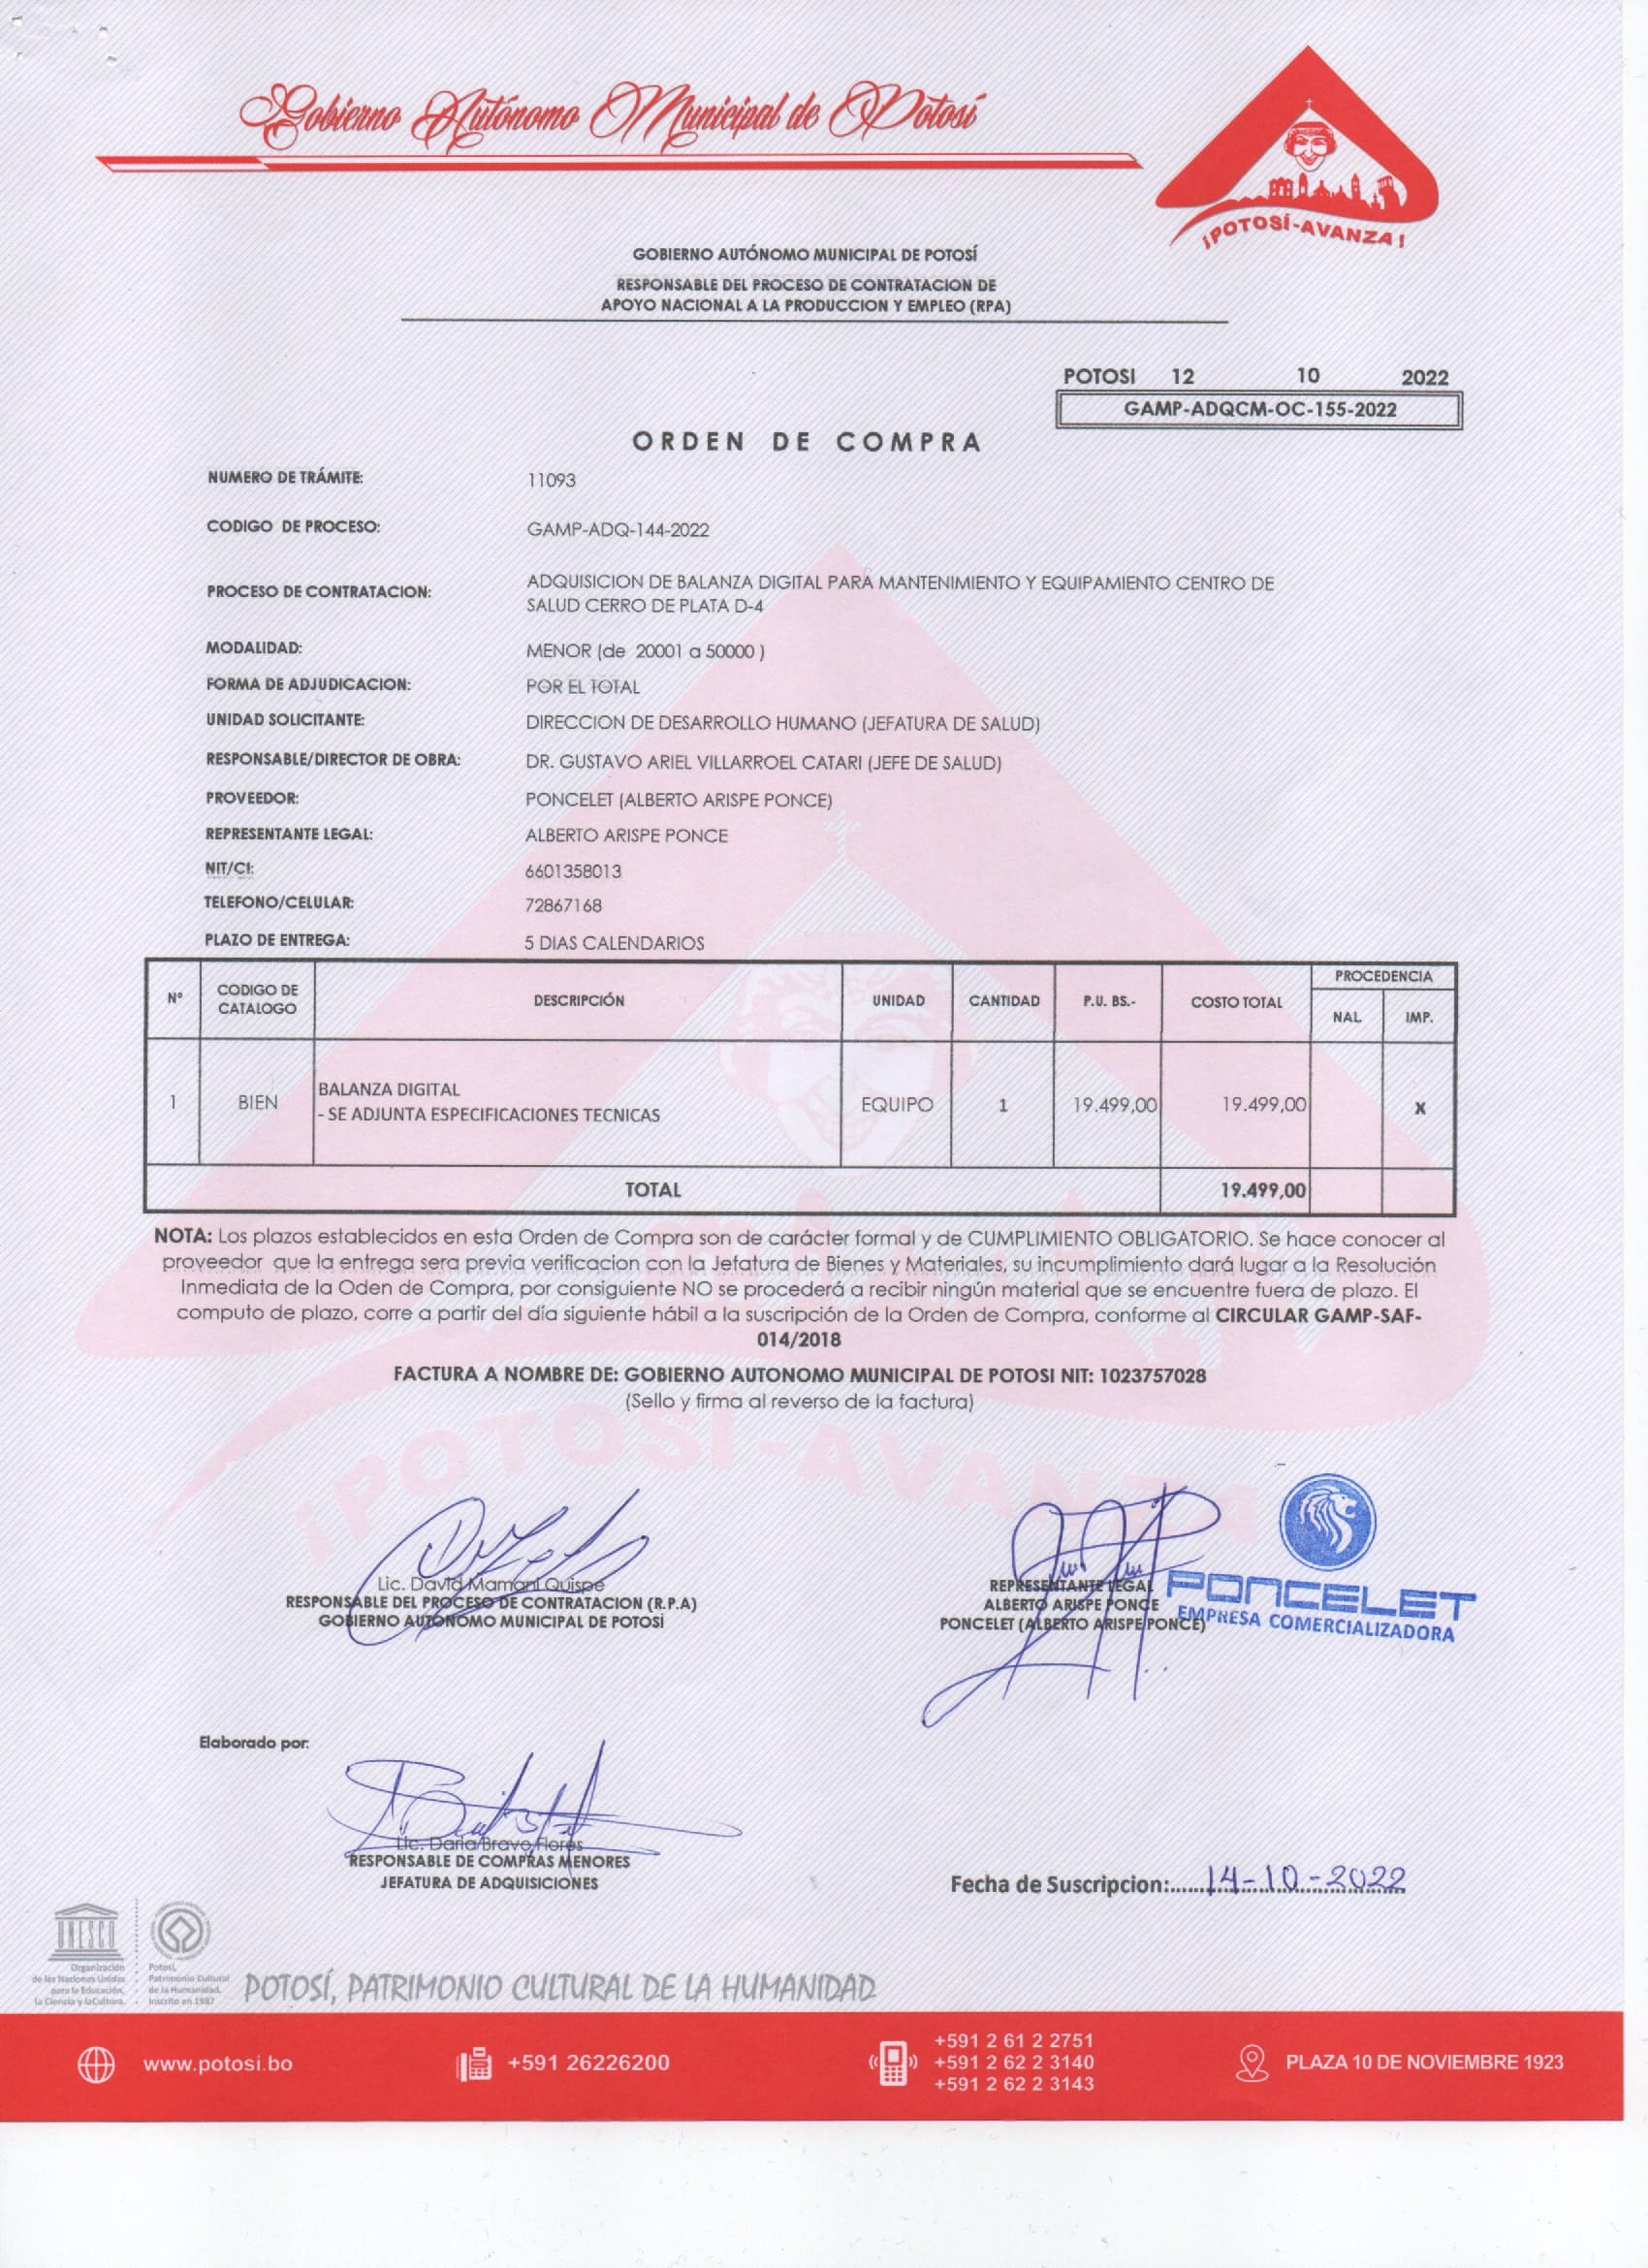 Gobierno Autónomo Municipal de Potosí
¡POTOSÍ-AVANZA!
GOBIERNO AUTÓNOMO MUNICIPAL DE POTOSÍ
RESPONSABLE DEL PROCESO DE CONTRATACION DE
APOYO NACIONAL A LA PRODUCCION Y EMPLEO (RPA)
POTOSI 12 10 2022
GAMP-ADQCM-OC-155-2022
ORDEN DE COMPRA
NUMERO DE TRÁMITE: 11093
CODIGO DE PROCESO: GAMP-ADQ-144-2022
PROCESO DE CONTRATACION: ADQUISICION DE BALANZA DIGITAL PARA MANTENIMIENTO Y EQUIPAMIENTO CENTRO DE
SALUD CERRO DE PLATA D-4
MODALIDAD: MENOR (de 20001 a 50000 )
FORMA DE ADJUDICACION: POR EL TOTAL
UNIDAD SOLICITANTE: DIRECCION DE DESARROLLO HUMANO (JEFATURA DE SALUD)
RESPONSABLE/DIRECTOR DE OBRA: DR. GUSTAVO ARIEL VILLARROEL CATARI (JEFE DE SALUD)
PROVEEDOR: PONCELET (ALBERTO ARISPE PONCE)
REPRESENTANTE LEGAL: ALBERTO ARISPE PONCE
NIT/CI: 6601358013
TELEFONO/CELULAR: 72867168
PLAZO DE ENTREGA: 5 DIAS CALENDARIOS
N° CODIGO DE CATALOGO DESCRIPCIÓN UNIDAD CANTIDAD P.U. BS.- COSTO TOTAL PROCEDENCIA
NAL. IMP.
1 BIEN BALANZA DIGITAL
- SE ADJUNTA ESPECIFICACIONES TECNICAS EQUIPO 1 19.499,00 19.499,00 X
TOTAL 19.499,00
NOTA: Los plazos establecidos en esta Orden de Compra son de carácter formal y de CUMPLIMIENTO OBLIGATORIO. Se hace conocer al
proveedor que la entrega sera previa verificacion con la Jefatura de Bienes y Materiales, su incumplimiento dará lugar a la Resolución
Inmediata de la Oden de Compra, por consiguiente NO se procederá a recibir ningún material que se encuentre fuera de plazo. El
computo de plazo, corre a partir del día siguiente hábil a la suscripción de la Orden de Compra, conforme al CIRCULAR GAMP-SAF-
014/2018
FACTURA A NOMBRE DE: GOBIERNO AUTONOMO MUNICIPAL DE POTOSI NIT: 1023757028
(Sello y firma al reverso de la factura)
¡POTOSÍ-AVANZA
Lic. David Mamani Quispe
RESPONSABLE DEL PROCESO DE CONTRATACION (R.P.A)
GOBIERNO AUTÓNOMO MUNICIPAL DE POTOSÍ
REPRESENTANTE LEGAL
ALBERTO ARISPE PONCE
PONCELET (ALBERTO ARISPE PONCE)
PONCELET
EMPRESA COMERCIALIZADORA
Elaborado por:
Lic. Daria Bravo Flores
RESPONSABLE DE COMPRAS MENORES
JEFATURA DE ADQUISICIONES
Fecha de Suscripcion:......14-10-2022
UNESCO
Organización
de las Naciones Unidas
para la Educación,
la Ciencia y laCultura.
Potosí,
Patrimonio Cultural
de la Humanidad.
Inscrito en 1987
POTOSÍ, PATRIMONIO CULTURAL DE LA HUMANIDAD
www.potosi.bo
+591 26226200
+591 2 61 2 2751
+591 2 62 2 3140
+591 2 62 2 3143
PLAZA 10 DE NOVIEMBRE 1923